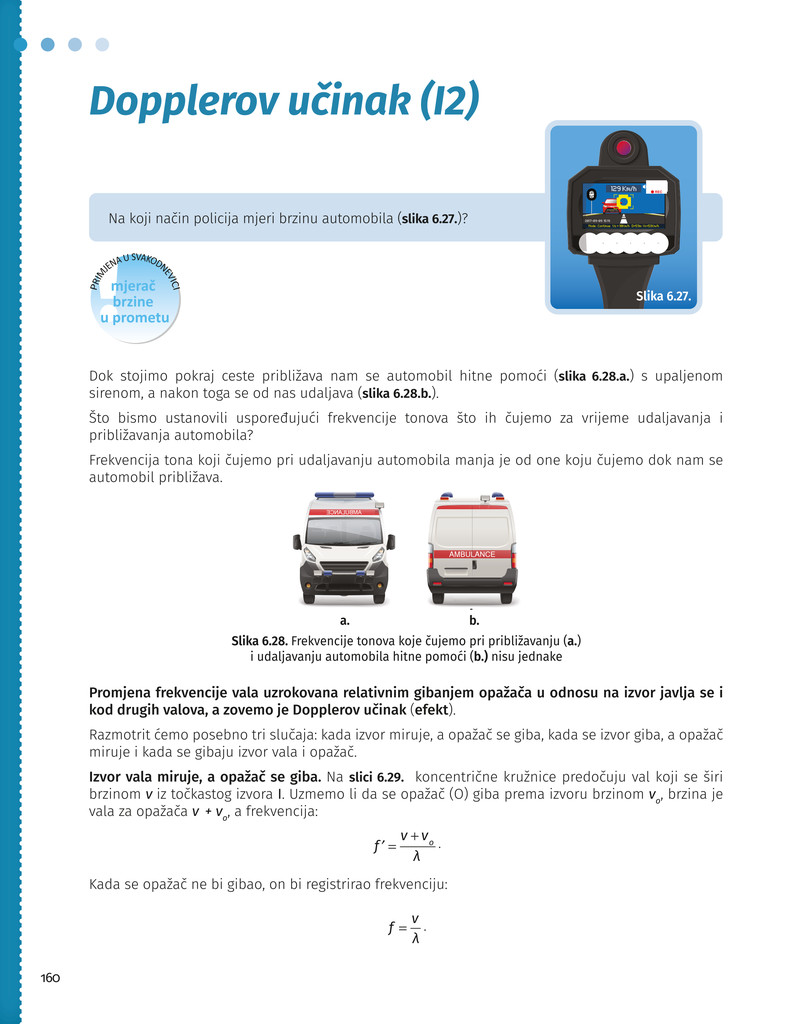 Dopplerov učinak (I2)
129 Km/h
REC
Na koji način policija mjeri brzinu automobila (slika 6.27.)?
Slika 6.27.
PRIMJENA U SVAKODNEVICI
mjerač
brzine
u prometu
Dok stojimo pokraj ceste približava nam se automobil hitne pomoći (slika 6.28.a.) s upaljenom
sirenom, a nakon toga se od nas udaljava (slika 6.28.b.).
Što bismo ustanovili uspoređujući frekvencije tonova što ih čujemo za vrijeme udaljavanja i
približavanja automobila?
Frekvencija tona koji čujemo pri udaljavanju automobila manja je od one koju čujemo dok nam se
automobil približava.
AMBULANCE
AMBULANCE
a.
b.
Slika 6.28. Frekvencije tonova koje čujemo pri približavanju (a.)
i udaljavanju automobila hitne pomoći (b.) nisu jednake
Promjena frekvencije vala uzrokovana relativnim gibanjem opažača u odnosu na izvor javlja se i
kod drugih valova, a zovemo je Dopplerov učinak (efekt).
Razmotrit ćemo posebno tri slučaja: kada izvor miruje, a opažač se giba, kada se izvor giba, a opažač
miruje i kada se gibaju izvor vala i opažač.
Izvor vala miruje, a opažač se giba. Na slici 6.29. koncentrične kružnice predočuju val koji se širi
brzinom v iz točkastog izvora I. Uzmemo li da se opažač (O) giba prema izvoru brzinom vₒ, brzina je
vala za opažača v + vₒ, a frekvencija:
f′ = (v + vₒ)/λ.
Kada se opažač ne bi gibao, on bi registrirao frekvenciju:
f = v/λ.
160